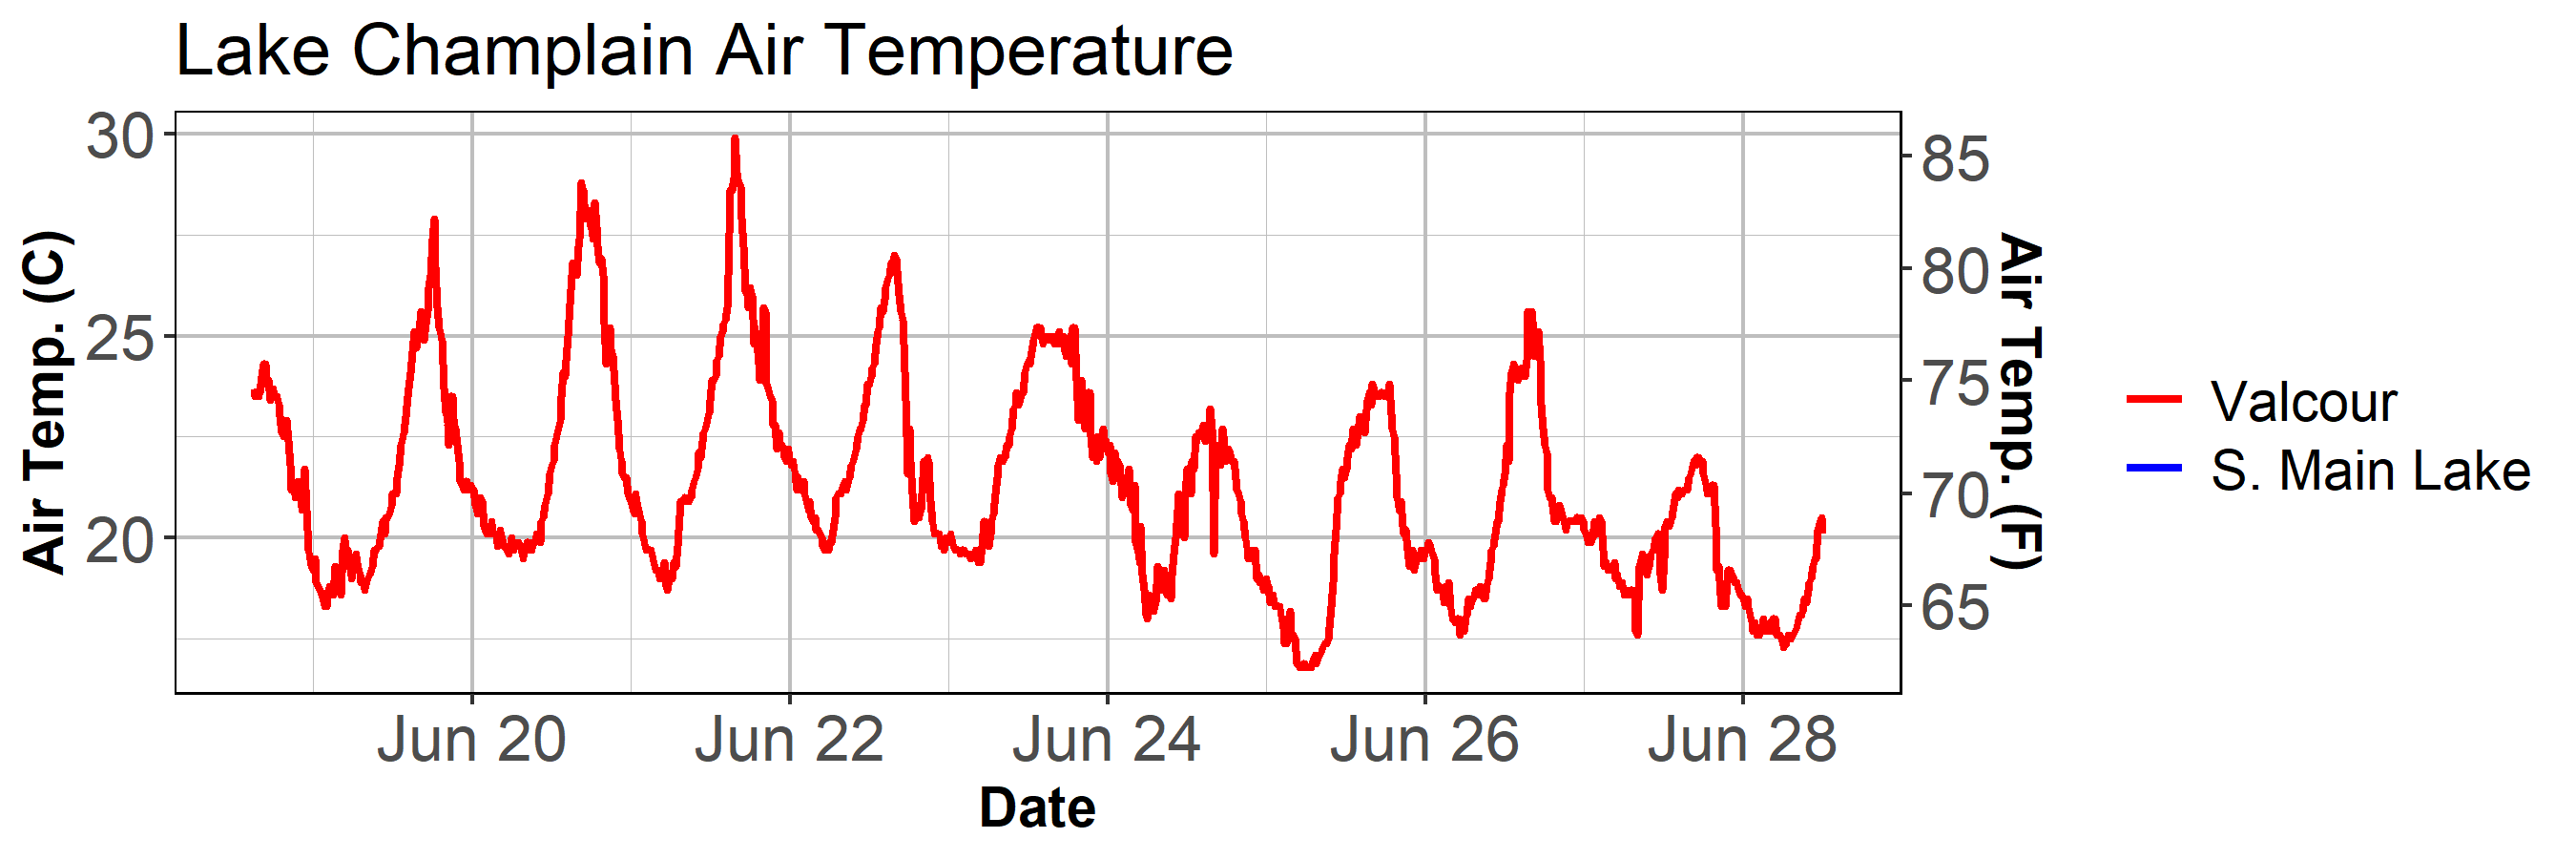 Lake Champlain Air Temperature
Air Temp. (C)
30
25
20
85
80
75
70
65
Air Temp. (F)
Jun 20 Jun 22 Jun 24 Jun 26 Jun 28
Date
Valcour
S. Main Lake